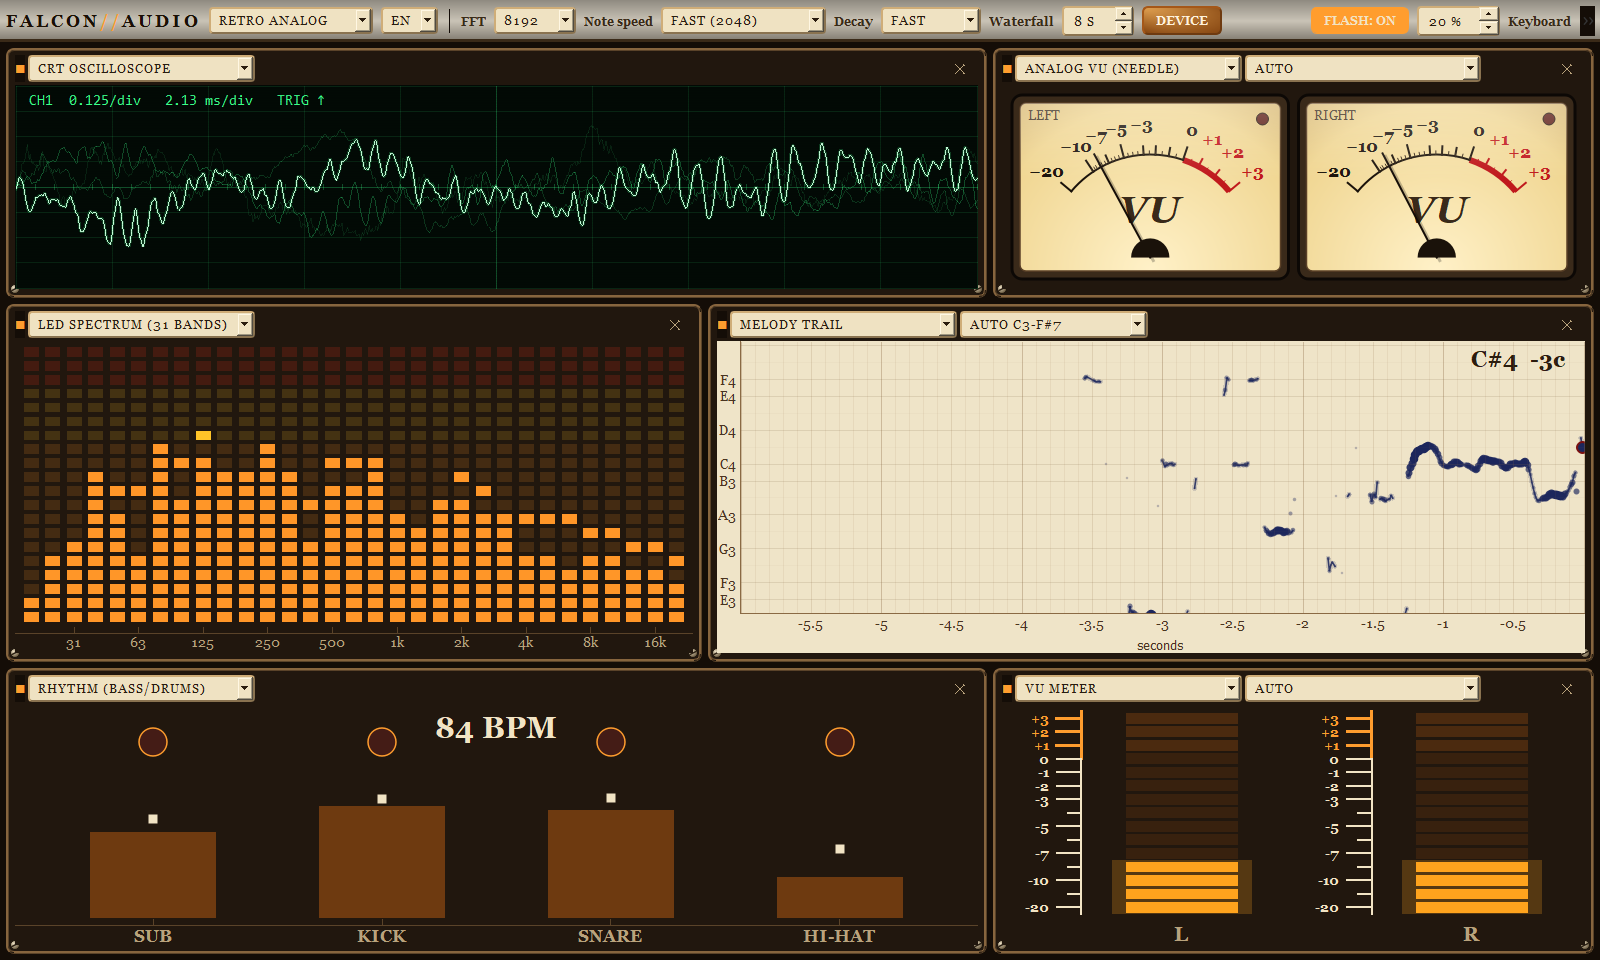 FALCON//AUDIO RETRO ANALOG EN FFT 8192 Note speed FAST (2048) Decay FAST Waterfall 8 S DEVICE FLASH: ON 20 % Keyboard »
CRT OSCILLOSCOPE
CH1 0.125/div 2.13 ms/div TRIG ↑
ANALOG VU (NEEDLE) AUTO
LEFT
-20 -10 -7 -5 -3 0 +1 +2 +3
VU
RIGHT
-20 -10 -7 -5 -3 0 +1 +2 +3
VU
LED SPECTRUM (31 BANDS)
31 63 125 250 500 1k 2k 4k 8k 16k
MELODY TRAIL AUTO C3-F#7
C#4 -3c
F4
E4
D4
C4
B3
A3
G3
F3
E3
-5.5 -5 -4.5 -4 -3.5 -3 -2.5 -2 -1.5 -1 -0.5
seconds
RHYTHM (BASS/DRUMS)
84 BPM
SUB KICK SNARE HI-HAT
VU METER AUTO
+3 +3
+2 +2
+1 +1
0 0
-1 -1
-2 -2
-3 -3
-5 -5
-7 -7
-10 -10
-20 -20
L R